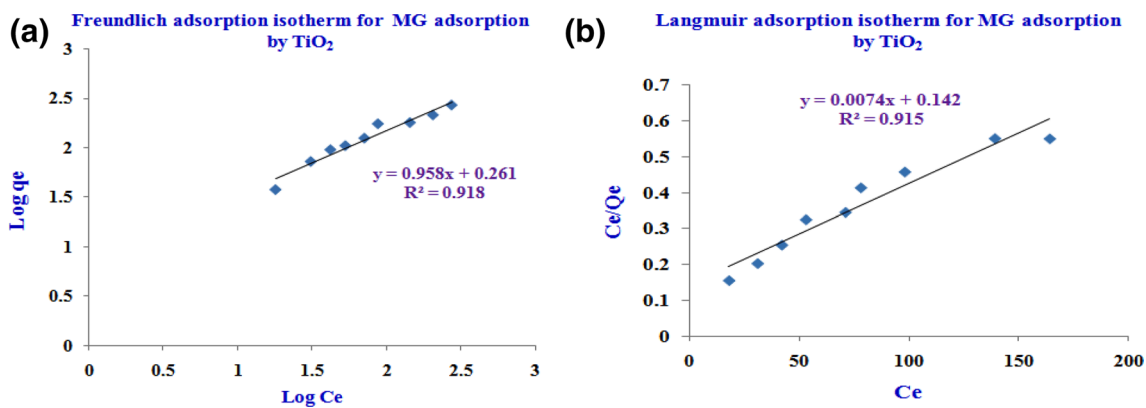 (a)
Freundlich adsorption isotherm for MG adsorption
by TiO₂
3
2.5
2
1.5
1
0.5
0
Log qe
y = 0.958x + 0.261
R² = 0.918
0 0.5 1 1.5 2 2.5 3
Log Ce
(b)
Langmuir adsorption isotherm for MG adsorption
by TiO₂
0.7
0.6
0.5
0.4
0.3
0.2
0.1
0
Ce/Qe
y = 0.0074x + 0.142
R² = 0.915
0 50 100 150 200
Ce